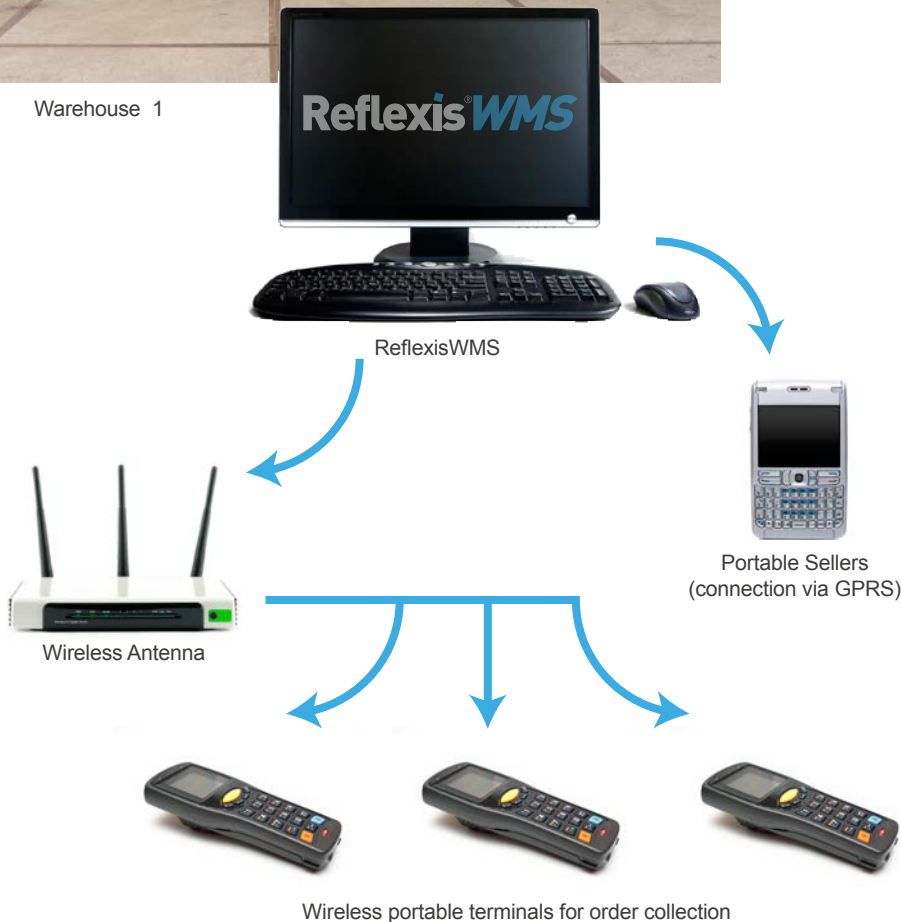 Warehouse 1
Reflexis® WMS
ReflexisWMS
Portable Sellers
(connection via GPRS)
Wireless Antenna
Wireless portable terminals for order collection